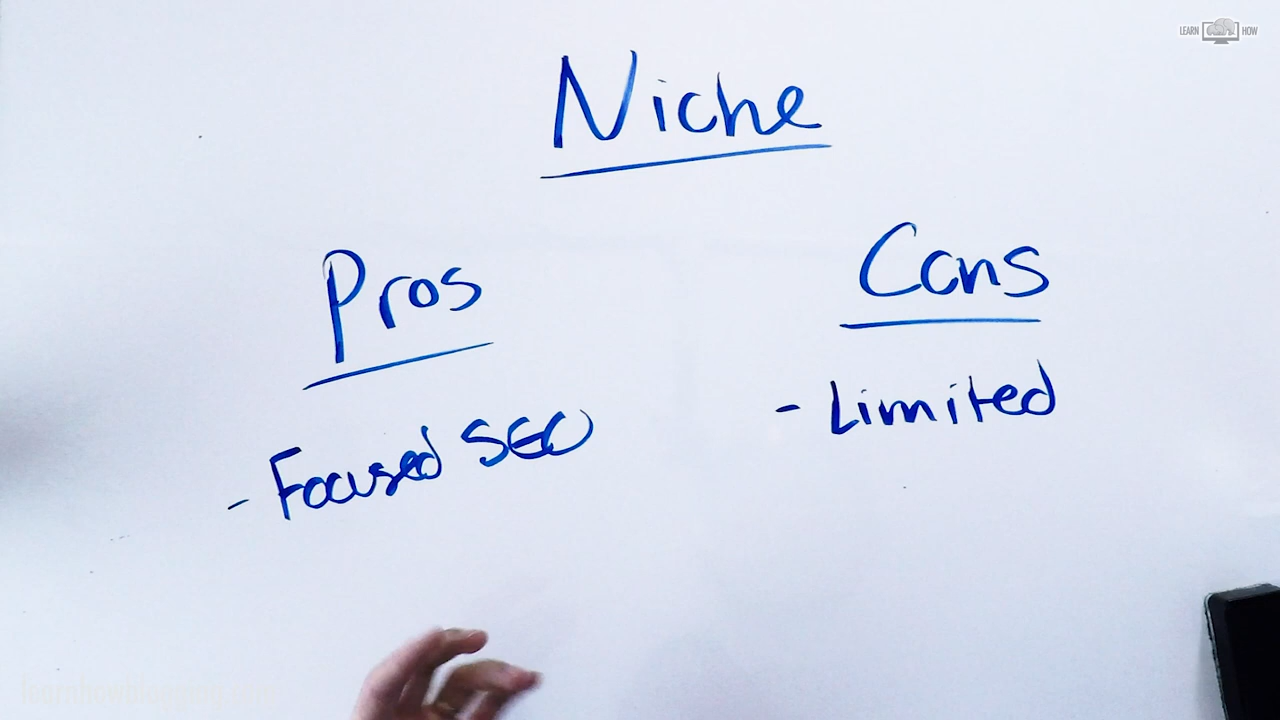 LEARN HOW
Niche
Pros
Cons
- Focused SEO
- Limited